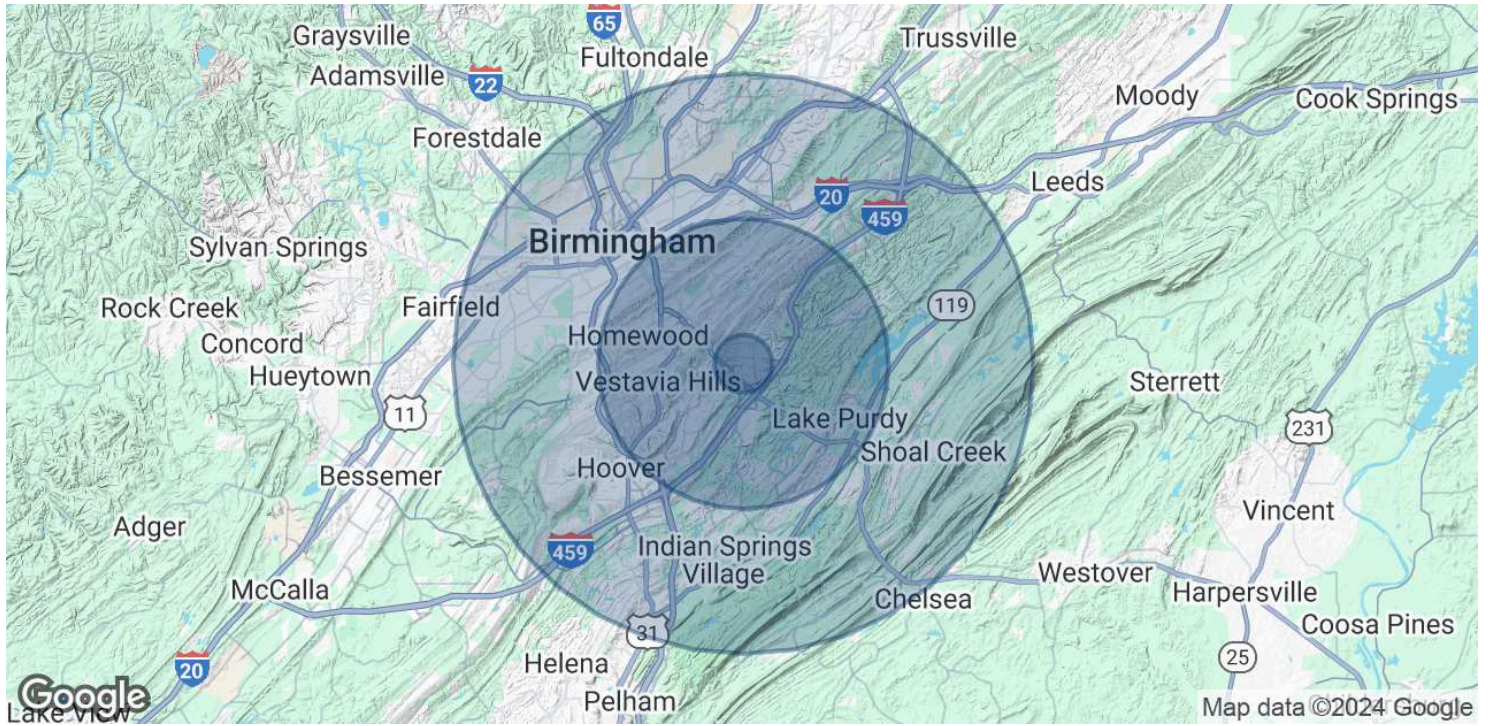 65
Graysville
Trussville
Fultondale
Adamsville
22
Moody
Cook Springs
Forestdale
Leeds
20
459
Birmingham
Sylvan Springs
Rock Creek
Fairfield
119
Homewood
Concord
Hueytown
Vestavia Hills
Sterrett
11
Lake Purdy
231
Shoal Creek
Hoover
Bessemer
Vincent
Adger
459
Indian Springs
Village
Westover
McCalla
Chelsea
Harpersville
Coosa Pines
31
25
Helena
20
Pelham
Google
Lake View
Map data ©2024 Google